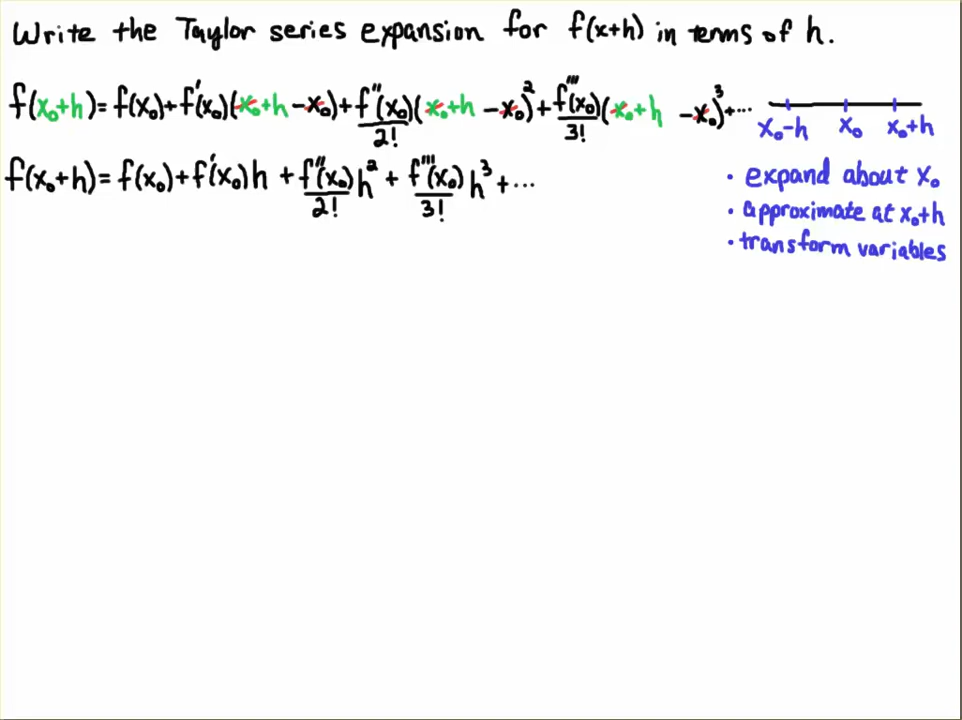 Write the Taylor series expansion for f(x+h) in terms of h.
f(x₀+h)= f(x₀)+f'(x₀)(x₀+h −x₀)+f''(x₀)/2!(x₀+h −x₀)²+f'''(x₀)/3!(x₀+h −x₀)³+⋯
x₀-h x₀ x₀+h
f(x₀+h)= f(x₀)+f'(x₀)h +f''(x₀)/2! h² + f'''(x₀)/3! h³ + ...
· expand about x₀
· approximate at x₀+h
· transform variables